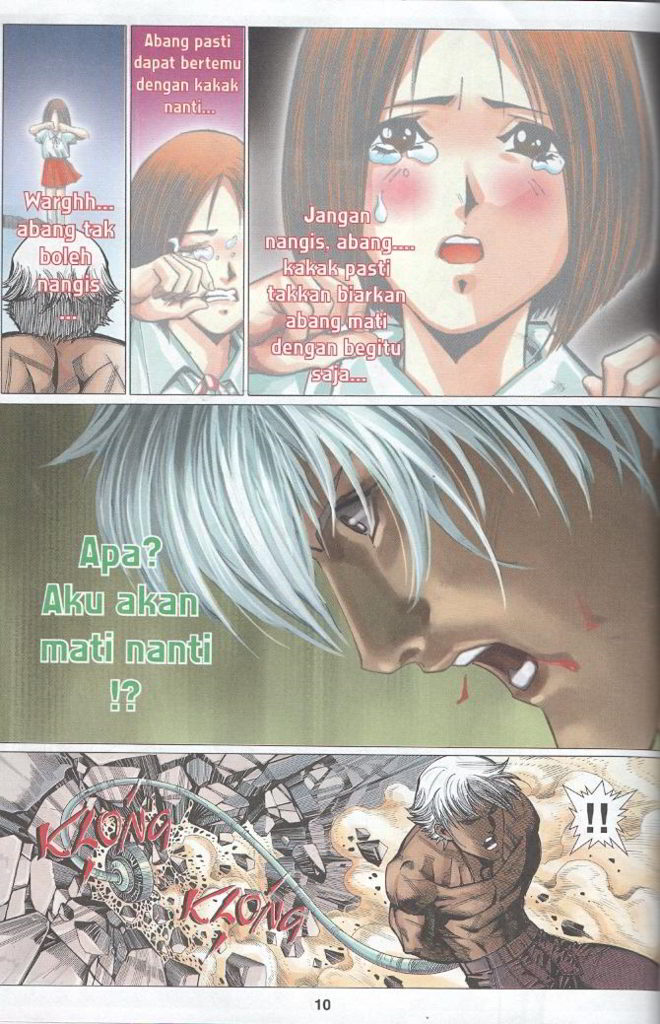 Warghh...
abang tak
boleh
nangis
...
Abang pasti
dapat bertemu
dengan kakak
nanti...
Jangan
nangis, abang....
kakak pasti
takkan biarkan
abang mati
dengan begitu
saja...
Apa?
Aku akan
mati nanti
!?
KLONG
KLONG
!!
10